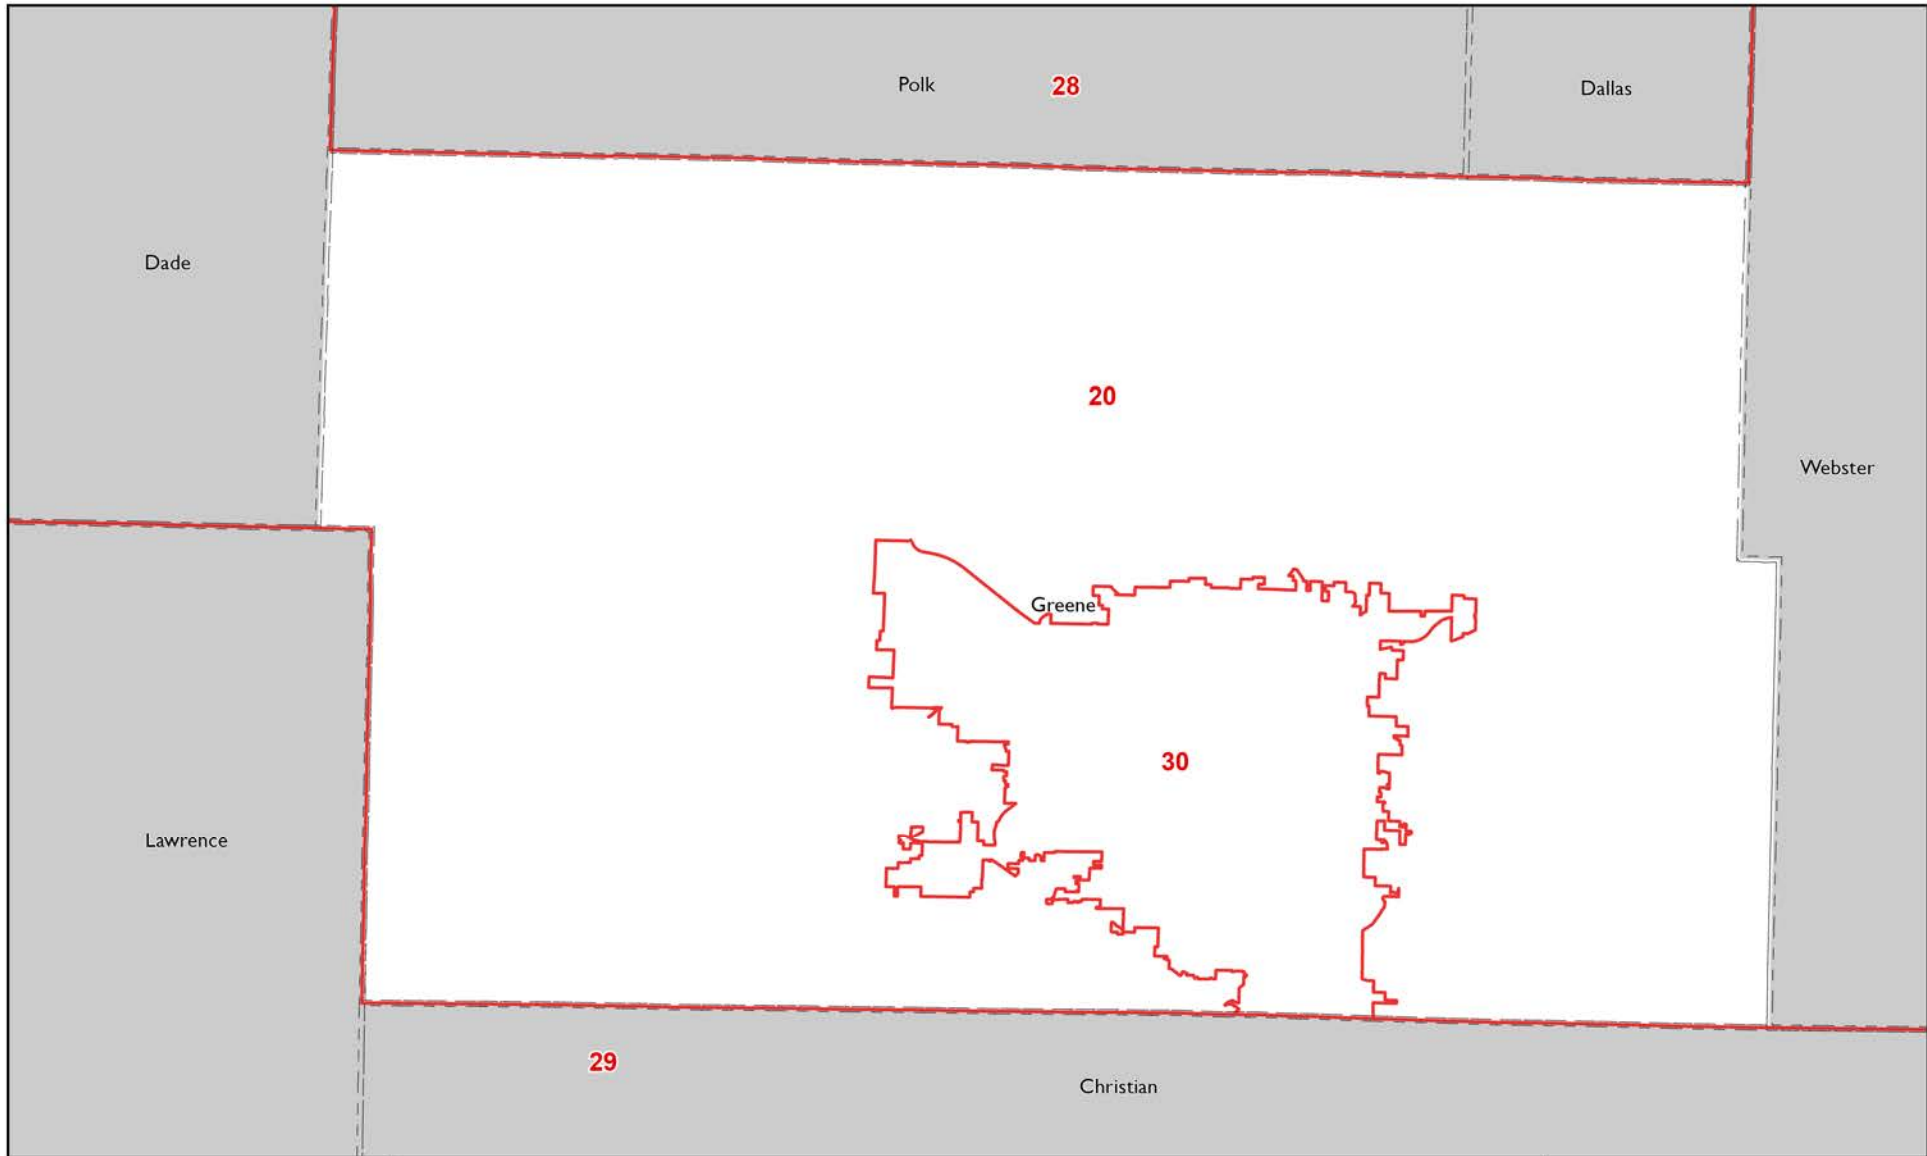 Polk
28
Dallas
Dade
20
Webster
Greene
30
Lawrence
29
Christian